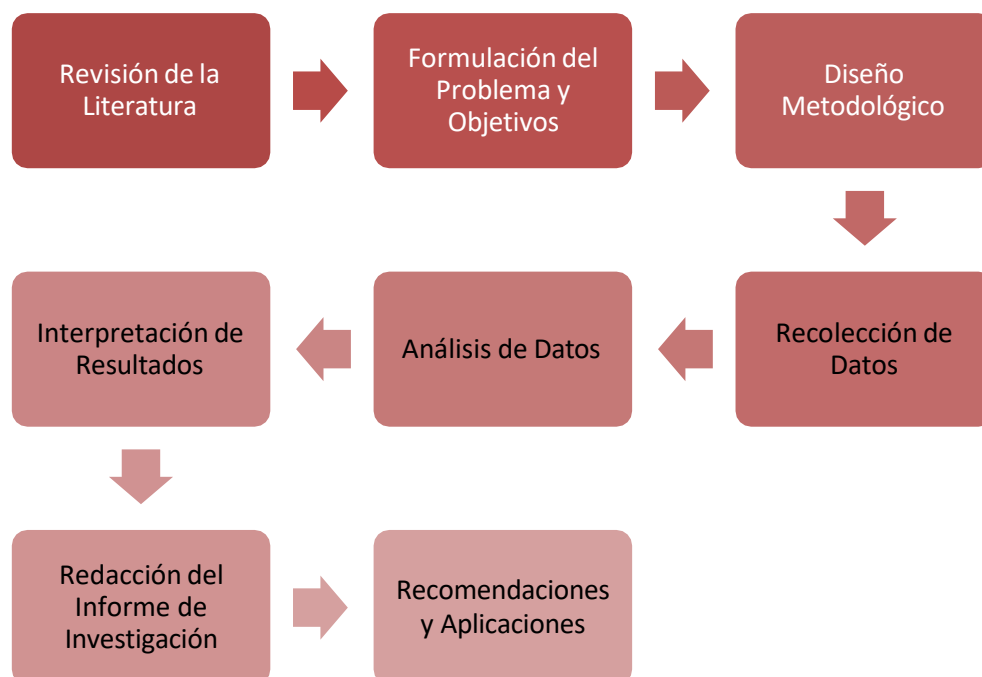 Revisión de la
Literatura
Formulación del
Problema y
Objetivos
Diseño
Metodológico
Recolección de
Datos
Análisis de Datos
Interpretación de
Resultados
Redacción del
Informe de
Investigación
Recomendaciones
y Aplicaciones